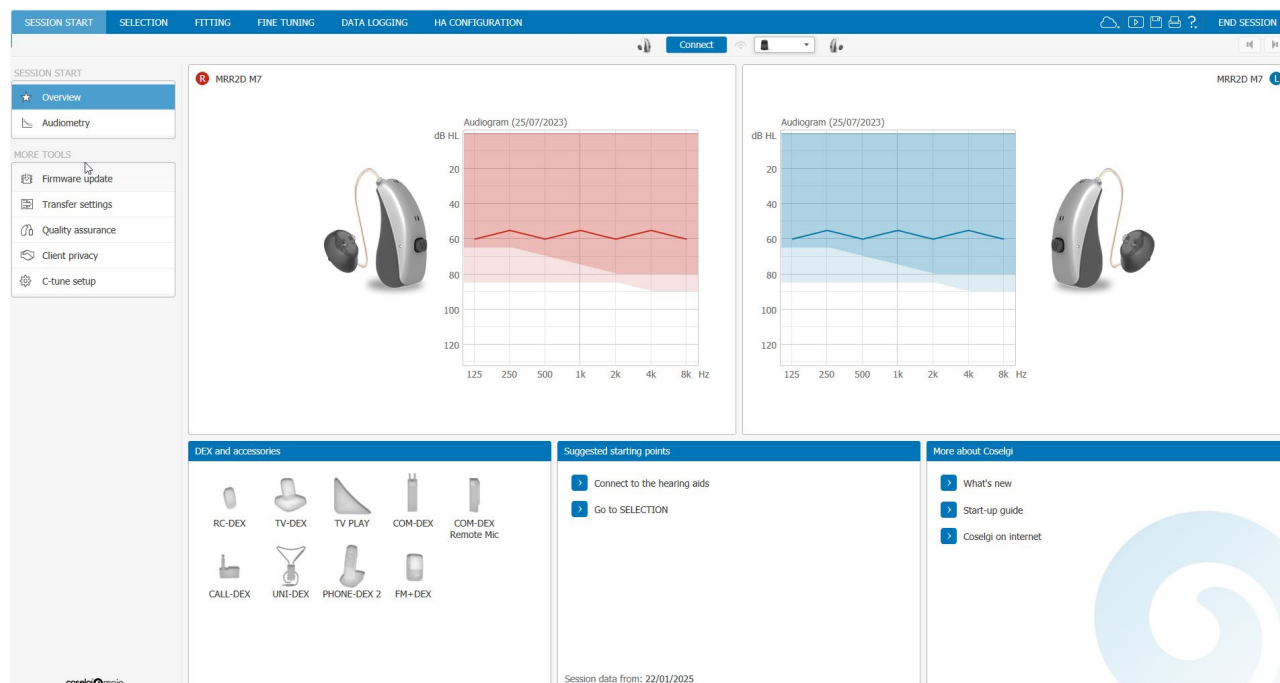 SESSION START SELECTION FITTING FINE TUNING DATA LOGGING HA CONFIGURATION END SESSION
Connect
SESSION START
Overview
Audiometry
MORE TOOLS
Firmware update
Transfer settings
Quality assurance
Client privacy
C-tune setup
R MRR2D M7
Audiogram (25/07/2023)
dB HL
20
40
60
80
100
120
125 250 500 1k 2k 4k 8k Hz
MRR2D M7 L
Audiogram (25/07/2023)
dB HL
20
40
60
80
100
120
125 250 500 1k 2k 4k 8k Hz
DEX and accessories
RC-DEX TV-DEX TV PLAY COM-DEX COM-DEX
Remote Mic
CALL-DEX UNI-DEX PHONE-DEX 2 FM+DEX
Suggested starting points
Connect to the hearing aids
Go to SELECTION
Session data from: 22/01/2025
More about Coselgi
What's new
Start-up guide
Coselgi on internet